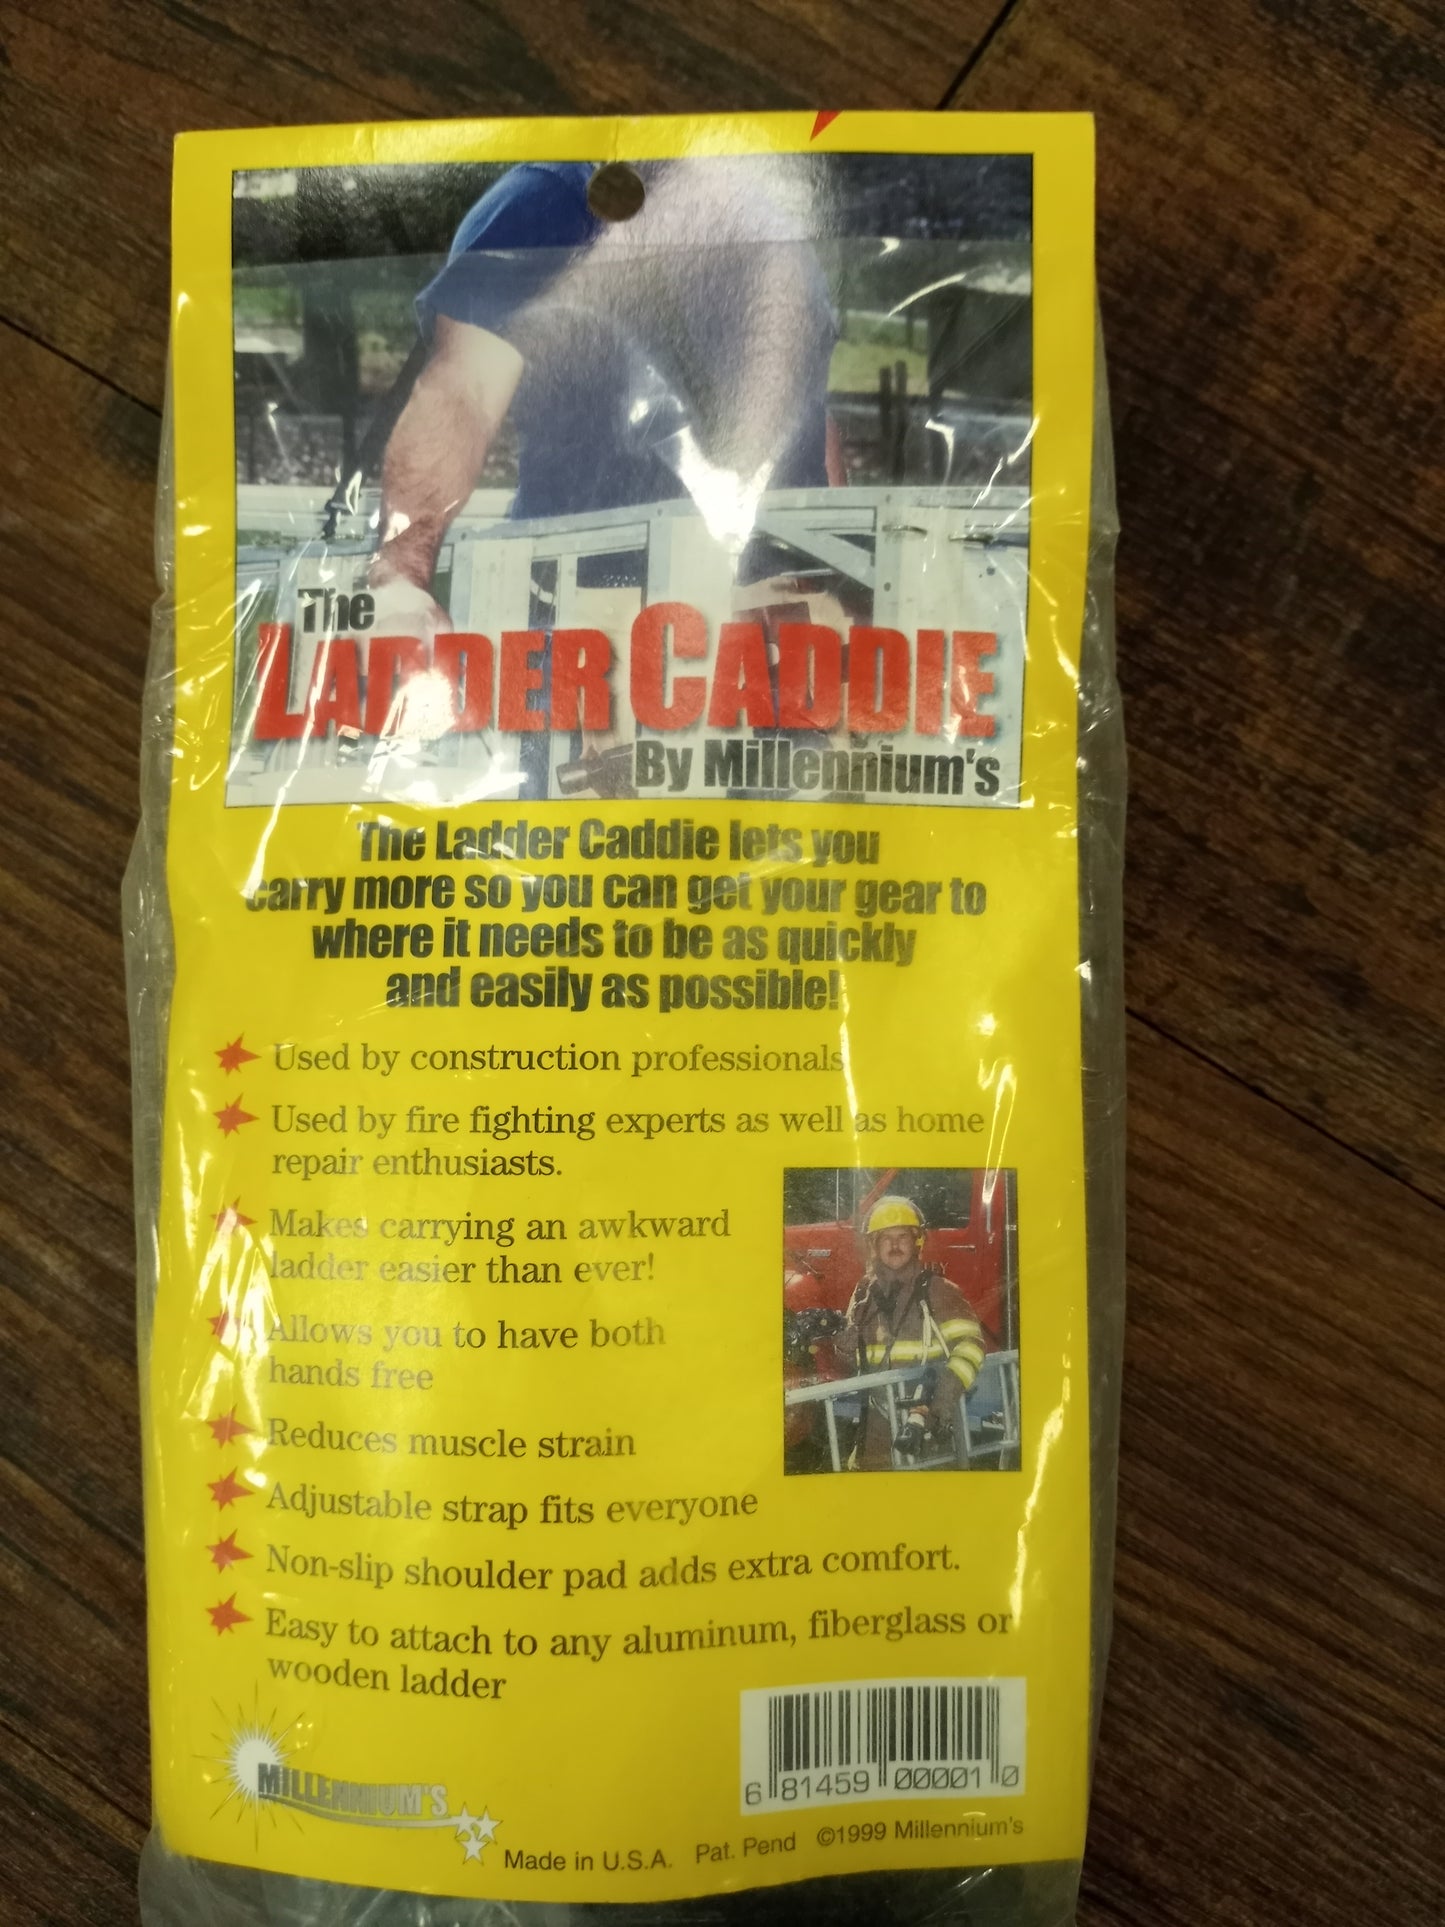 The
LADDER CADDIE
By Millennium's
The Ladder Caddie lets you
carry more so you can get your gear to
where it needs to be as quickly
and easily as possible!
Used by construction professionals
Used by fire fighting experts as well as home
repair enthusiasts.
Makes carrying an awkward
ladder easier than ever!
Allows you to have both
hands free
Reduces muscle strain
Adjustable strap fits everyone
Non-slip shoulder pad adds extra comfort.
Easy to attach to any aluminum, fiberglass or
wooden ladder
6 81459 00001 0
MILLENNIUM'S
Made in U.S.A. Pat. Pend ©1999 Millennium's